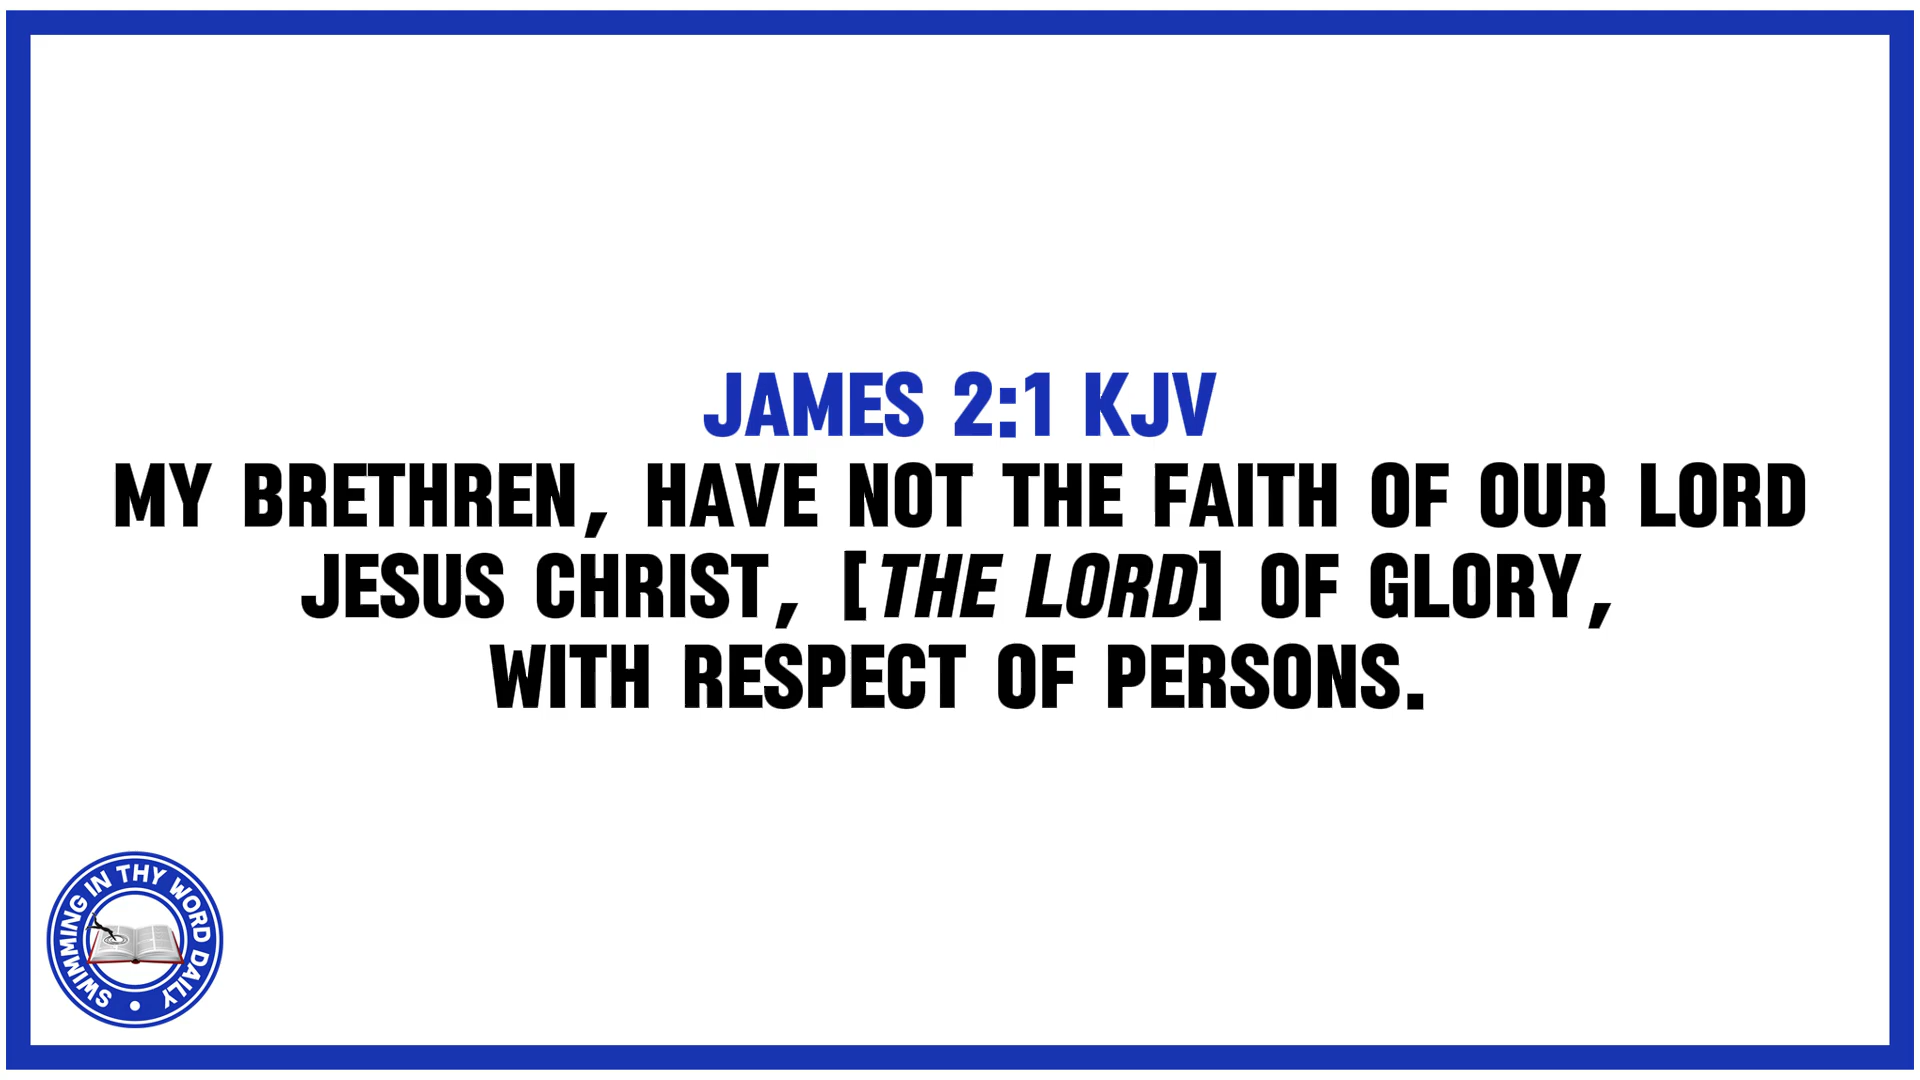 JAMES 2:1 KJV
MY BRETHREN, HAVE NOT THE FAITH OF OUR LORD
JESUS CHRIST, [THE LORD] OF GLORY,
WITH RESPECT OF PERSONS.
SWIMMING IN THY WORD DAILY